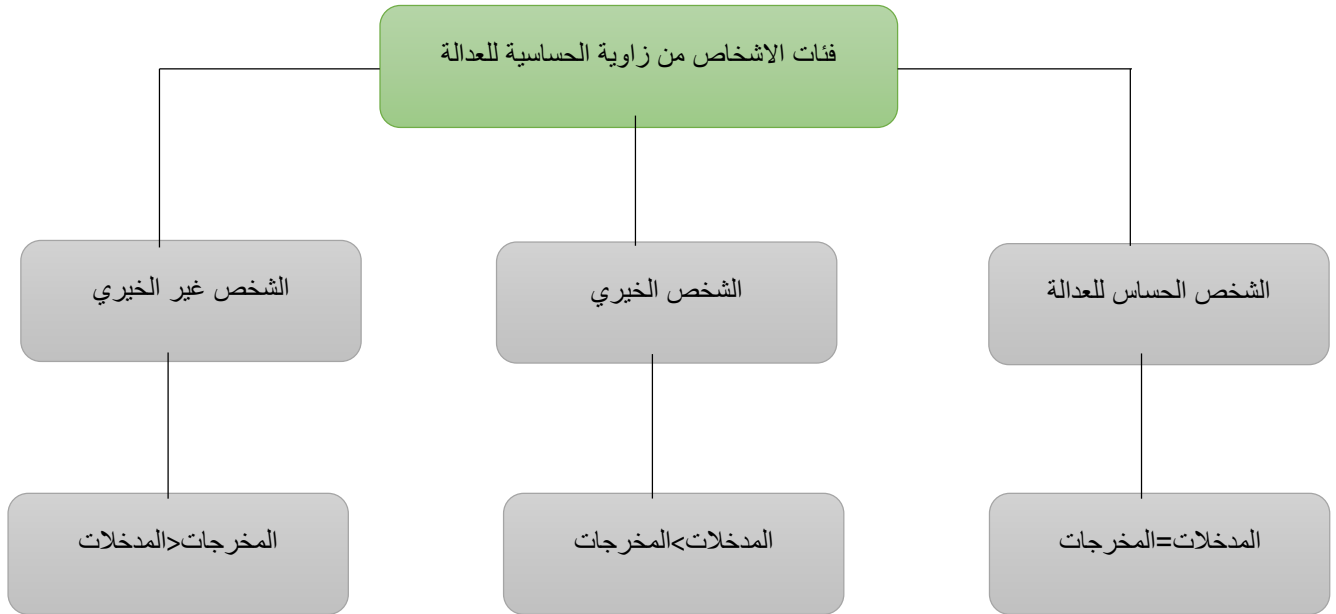 فئات الاشخاص من زاوية الحساسية للعدالة
الشخص الحساس للعدالة
الشخص الخيري
الشخص غير الخيري
المدخلات=المخرجات
المدخلات>المخرجات
المخرجات<المدخلات